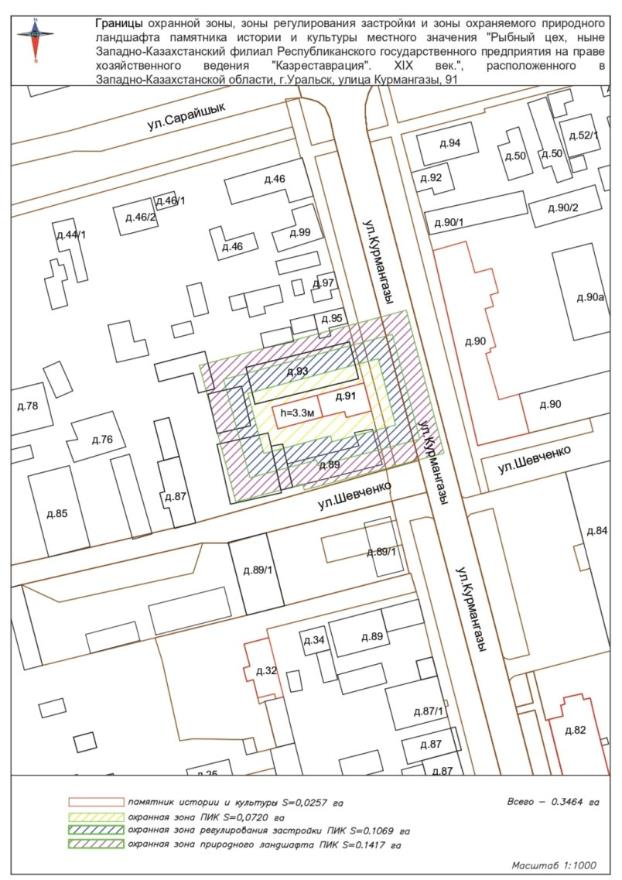 Границы охранной зоны, зоны регулирования застройки и зоны охраняемого природного
ландшафта памятника истории и культуры местного значения "Рыбный цех, ныне
Западно-Казахстанский филиал Республиканского государственного предприятия на праве
хозяйственного ведения "Казреставрация". XIX век.", расположенного в
Западно-Казахстанской области, г.Уральск, улица Курмангазы, 91
ул.Сарайшык
д.94
д.52/1
д.50
д.50
д.92
д.46
д.46/1
д.46/2
д.90/2
д.90/1
д.44/1
д.46
д.99
ул.Курмангазы
д.97
д.90а
д.95
д.90
д.93
д.91
h=3.3м
д.78
д.90
д.76
д.89
ул.Курмангазы
ул.Шевченко
д.87
ул.Шевченко
д.85
д.84
д.89/1
д.89/1
ул.Курмангазы
д.34
д.89
д.32
д.87/1
д.82
д.87
д.87
д.25
памятник истории и культуры S=0,0257 га
Всего – 0.3464 га
охранная зона ПИК S=0,0720 га
охранная зона регулирования застройки ПИК S=0.1069 га
охранная зона природного ландшафта ПИК S=0.1417 га
Масштаб 1:1000